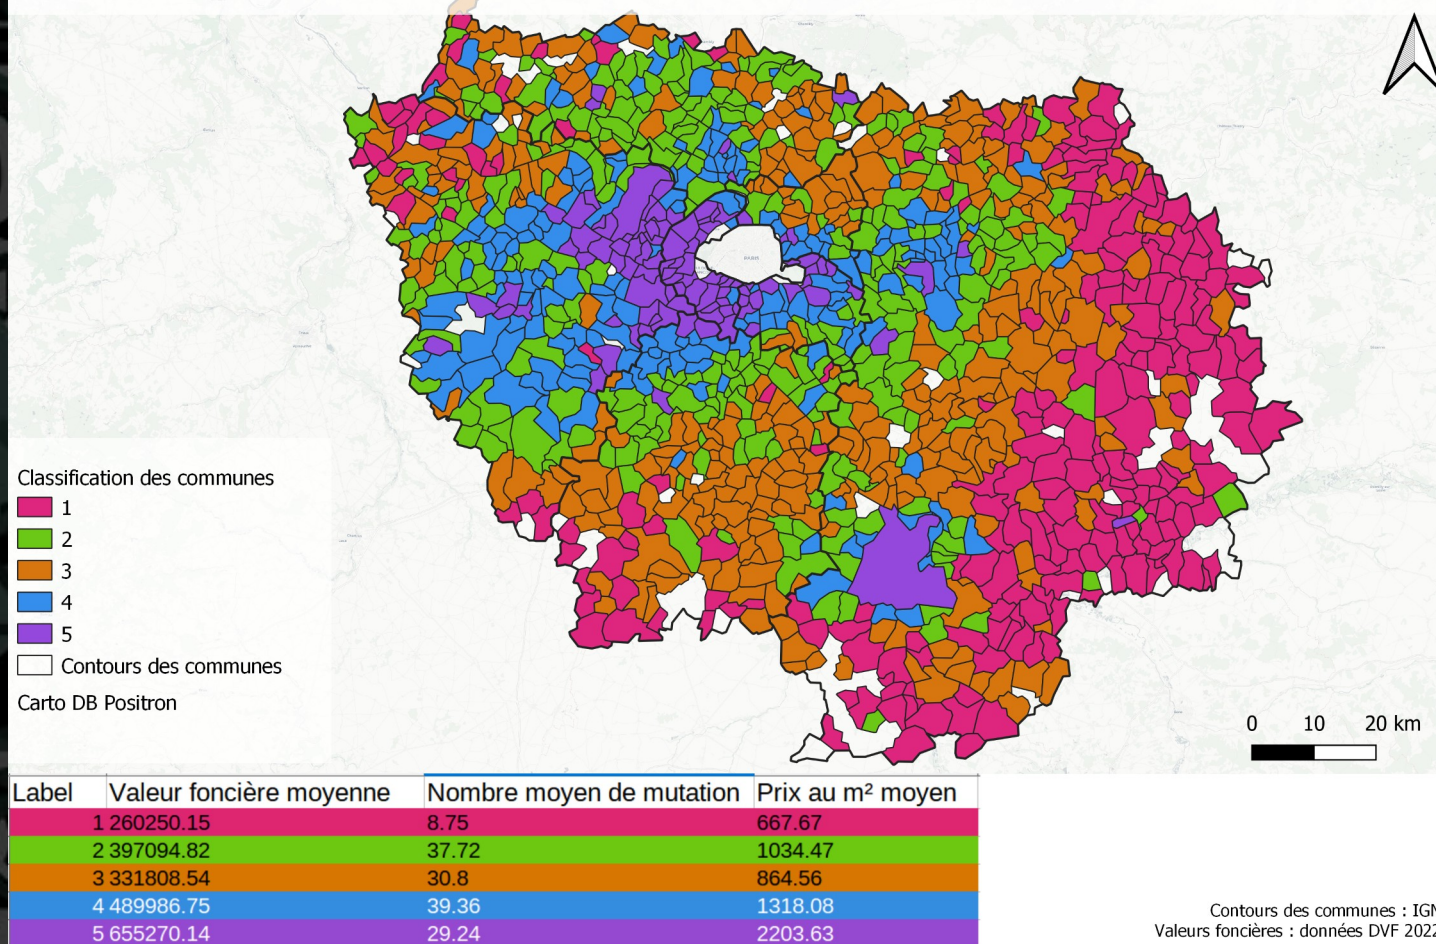 PARIS
Classification des communes
1
2
3
4
5
Contours des communes
Carto DB Positron
0 10 20 km
Label Valeur foncière moyenne Nombre moyen de mutation Prix au m² moyen
1 260250.15 8.75 667.67
2 397094.82 37.72 1034.47
3 331808.54 30.8 864.56
4 489986.75 39.36 1318.08
5 655270.14 29.24 2203.63
Contours des communes : IGN
Valeurs foncières : données DVF 2022